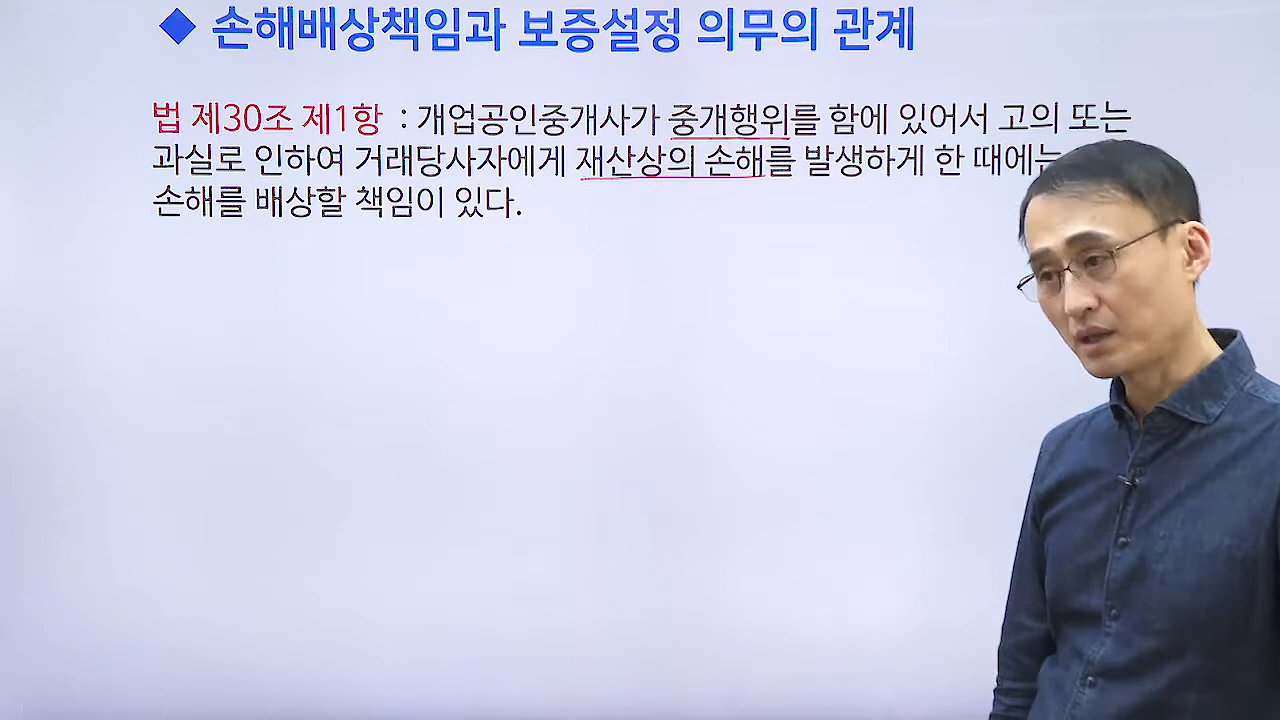 ◆ 손해배상책임과 보증설정 의무의 관계
법 제30조 제1항 : 개업공인중개사가 중개행위를 함에 있어서 고의 또는
과실로 인하여 거래당사자에게 재산상의 손해를 발생하게 한 때에는
손해를 배상할 책임이 있다.